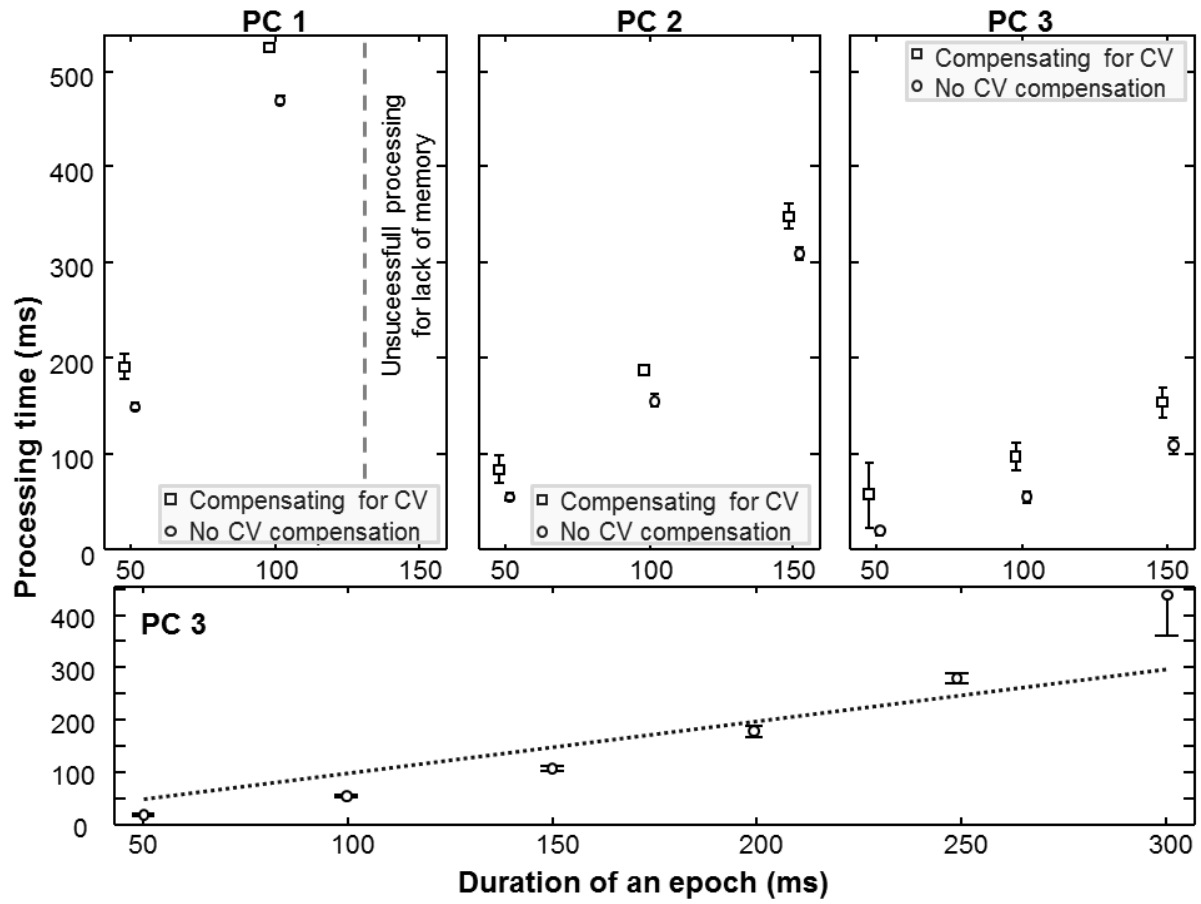 PC 1
PC 2
PC 3
Processing time (ms)
500
400
300
200
100
0
Unsuceessfull processing
for lack of memory
Compensating for CV
No CV compensation
50
100
150
Compensating for CV
No CV compensation
50
100
150
Compensating for CV
No CV compensation
50
100
150
PC 3
400
300
200
100
0
50
100
150
200
250
300
Duration of an epoch (ms)